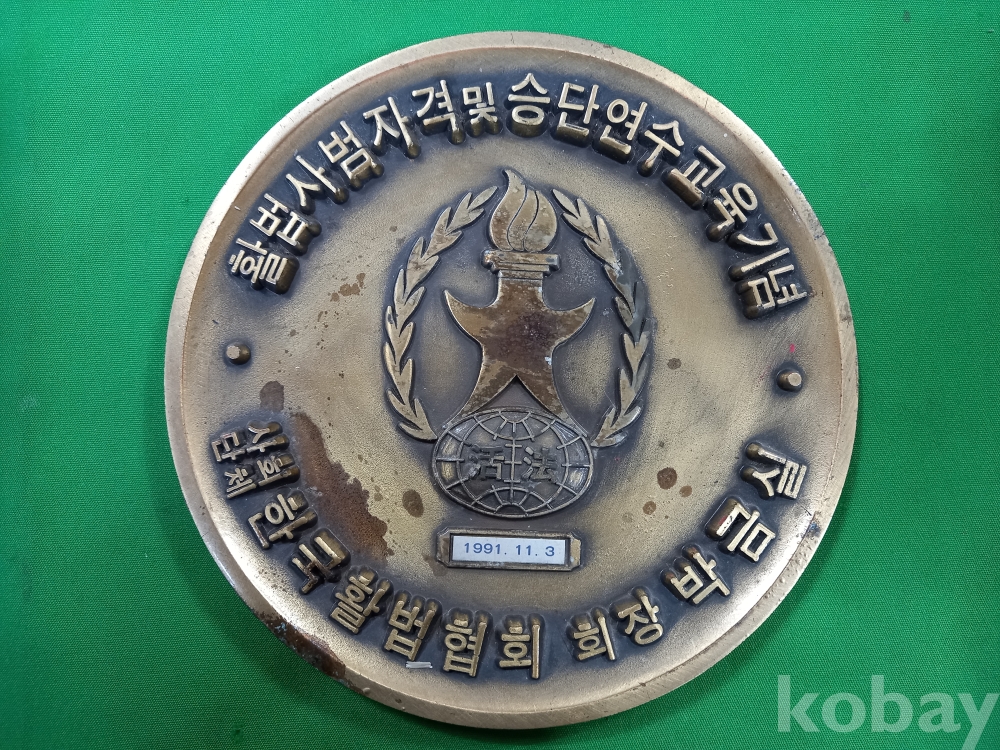 활법사범자격및승단연수교육기념
活法
1991. 11. 3
사회
단체
한국활법협회 회장 박금실
kobay